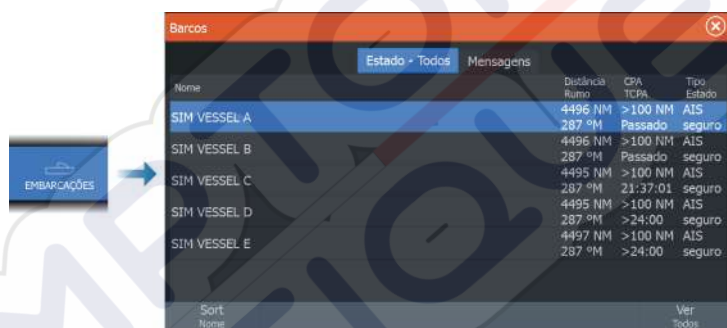 Barcos
Estado - Todos Mensagens
Nome Distância CPA Tipo
Rumo TCPA Estado
SIM VESSEL A 4496 NM >100 NM AIS
287 °M Passado seguro
SIM VESSEL B 4496 NM >100 NM AIS
287 °M Passado seguro
EMBARCAÇÕES
SIM VESSEL C 4495 NM >100 NM AIS
287 °M 21:37:01 seguro
SIM VESSEL D 4495 NM >100 NM AIS
287 °M >24:00 seguro
SIM VESSEL E 4497 NM >100 NM AIS
287 °M >24:00 seguro
Sort Ver
Nome Todos